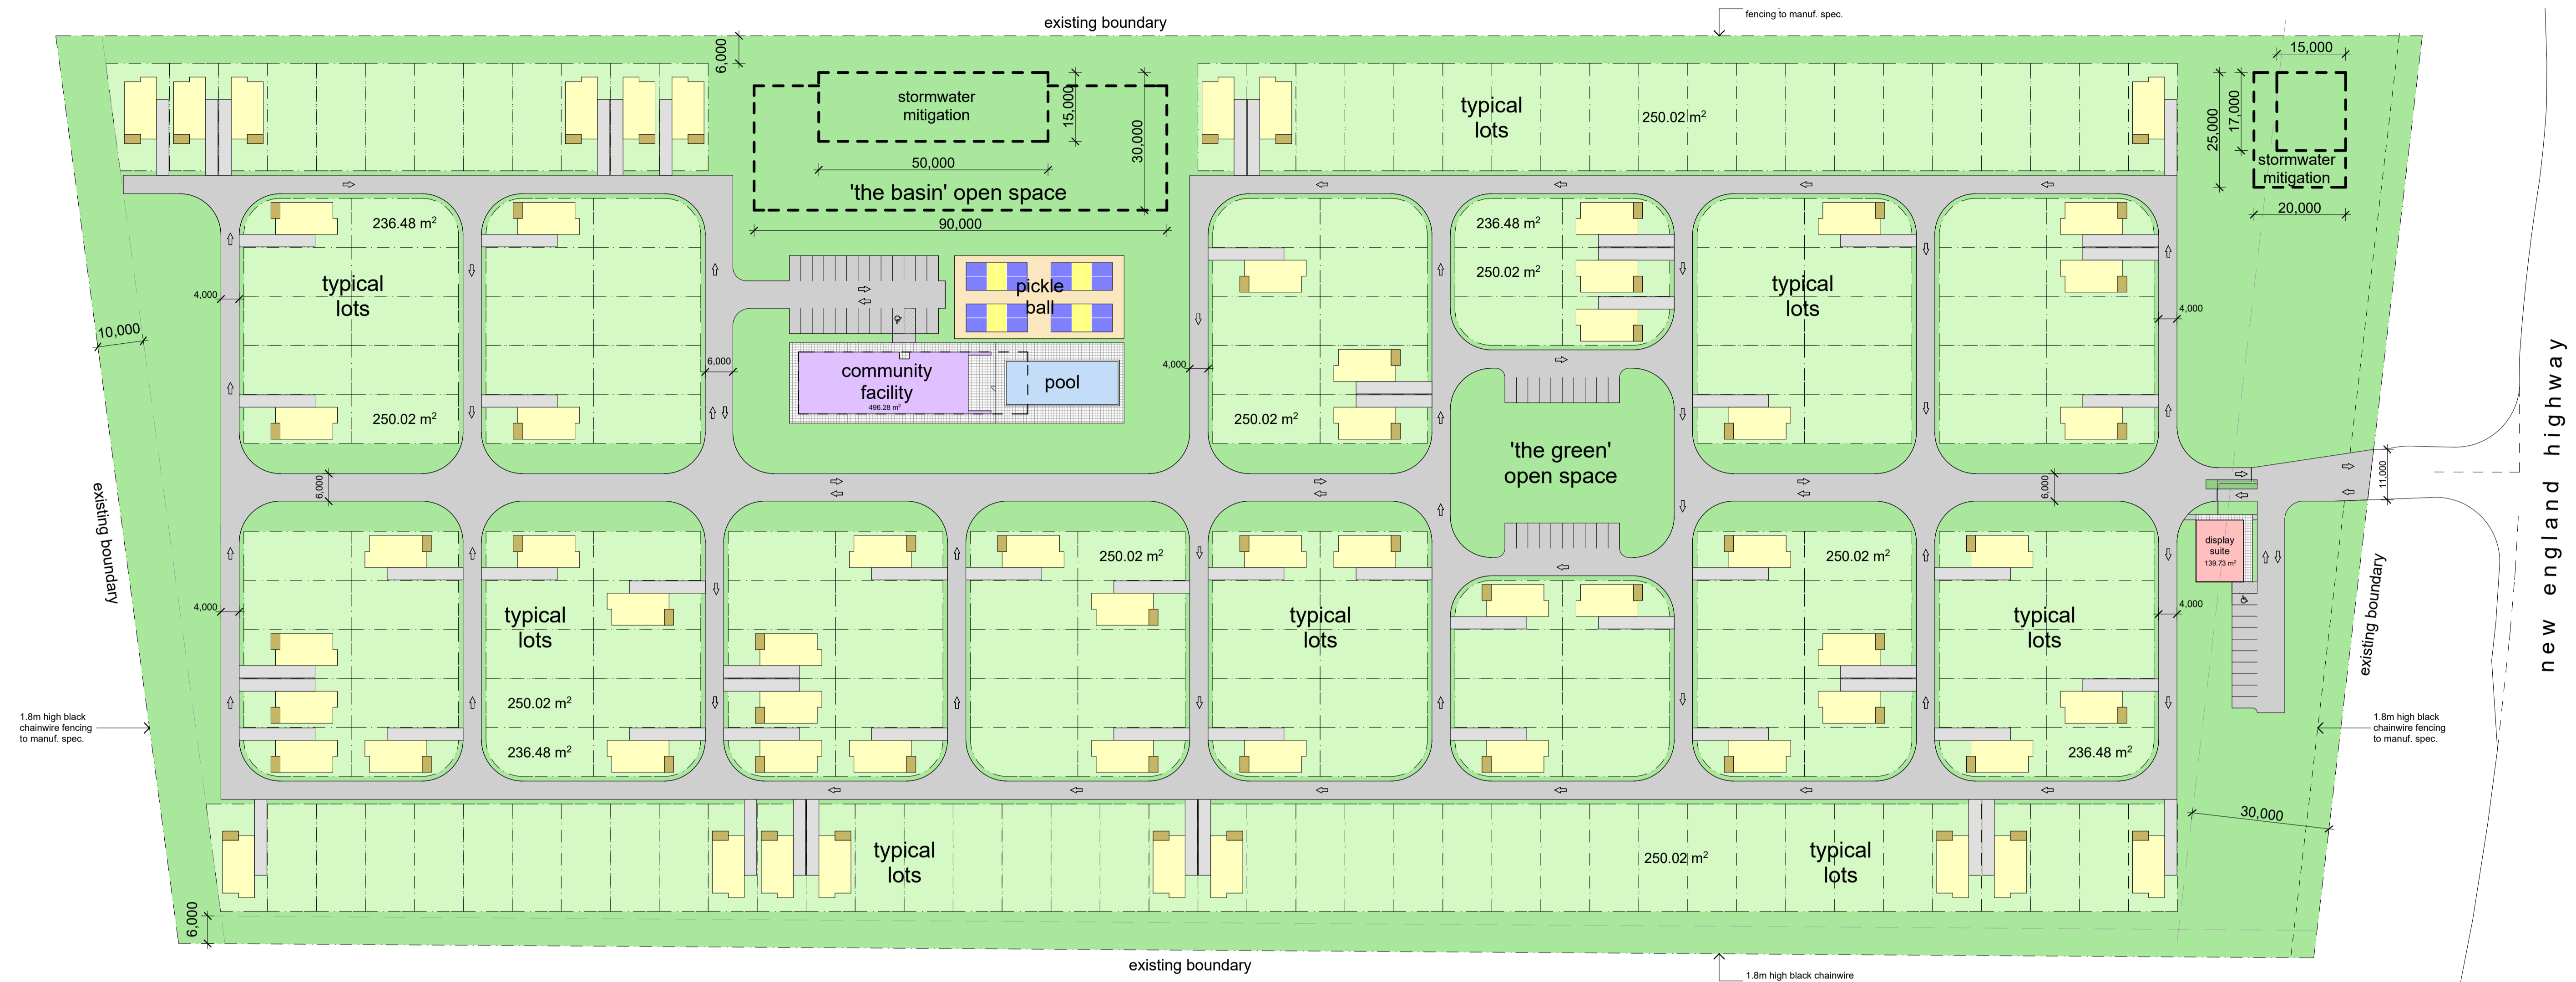 existing boundary
fencing to manuf. spec.
6,000
15,000
stormwater
mitigation
15,000
30,000
50,000
'the basin' open space
90,000
typical
lots
250.02 m²
25,000
17,000
stormwater
mitigation
20,000
236.48 m²
typical
lots
4,000
250.02 m²
10,000
6,000
pickle
ball
community
facility
496.28 m²
pool
4,000
250.02 m²
236.48 m²
250.02 m²
typical
lots
4,000
'the green'
open space
6,000
6,000
11,000
new england highway
existing boundary
4,000
typical
lots
250.02 m²
236.48 m²
250.02 m²
typical
lots
250.02 m²
typical
lots
236.48 m²
4,000
display
suite
139.73 m²
existing boundary
1.8m high black
chainwire fencing
to manuf. spec.
1.8m high black
chainwire fencing
to manuf. spec.
30,000
typical
lots
250.02 m²
typical
lots
6,000
existing boundary
1.8m high black chainwire